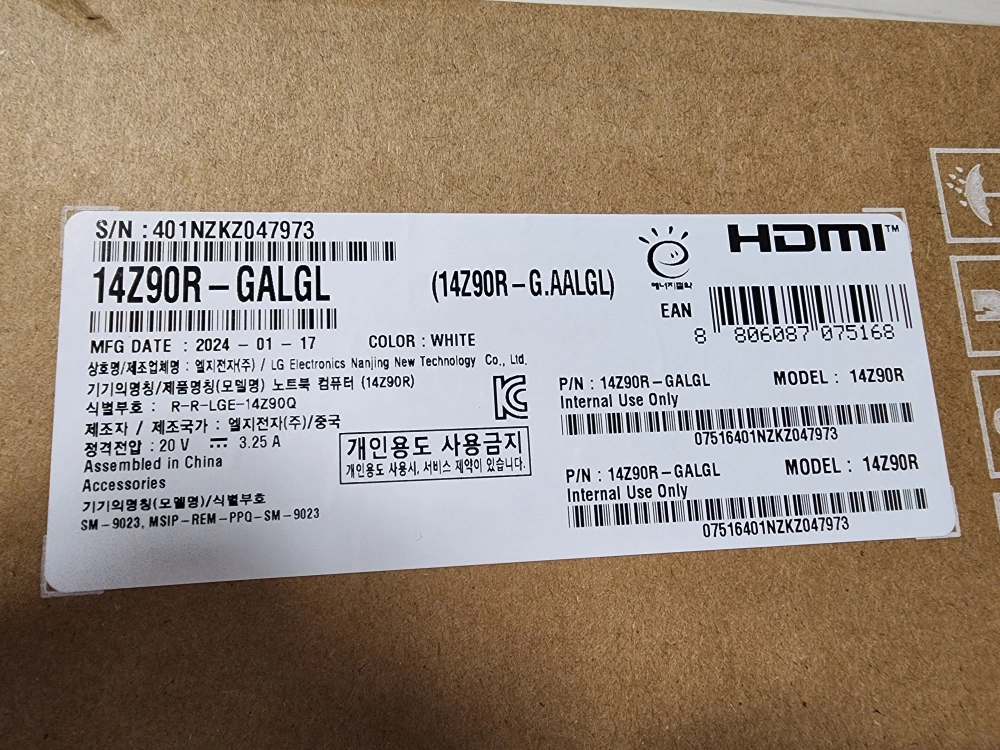 S/N : 401NZKZ047973
14Z90R – GALGL (14Z90R – G.AALGL)
에너지절약
HDMI™
EAN
8 806087 075168
MFG DATE : 2024 – 01 – 17 COLOR : WHITE
상호명/제조업체명 : 엘지전자(주) / LG Electronics Nanjing New Technology Co., Ltd.
기기의명칭/제품명칭(모델명) 노트북 컴퓨터 (14Z90R)
식별부호 : R-R-LGE-14Z90Q
제조자 / 제조국가 : 엘지전자(주)/중국
정격전압 : 20 V ⎓ 3.25 A
Assembled in China
Accessories
기기의명칭(모델명)/식별부호
SM – 9023, MSIP-REM-PPQ-SM-9023
개인용도 사용금지
개인용도 사용시, 서비스 제약이 있습니다.
P/N : 14Z90R – GALGL MODEL : 14Z90R
Internal Use Only
07516401NZKZ047973
P/N : 14Z90R – GALGL MODEL : 14Z90R
Internal Use Only
07516401NZKZ047973